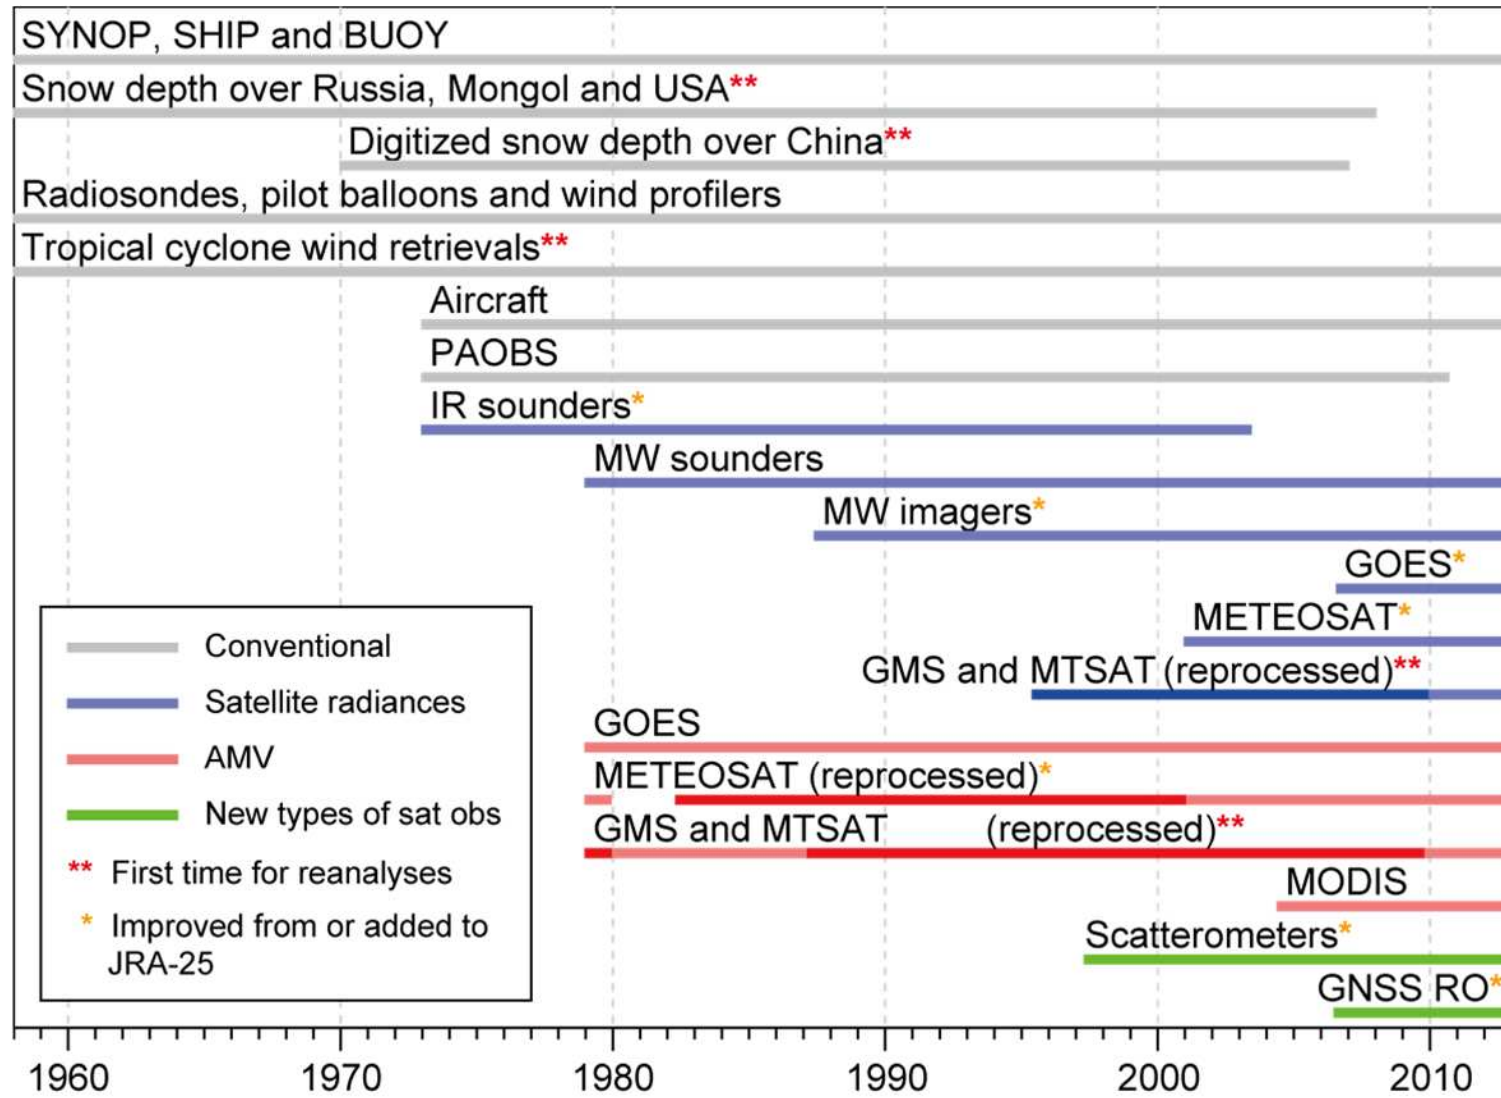 SYNOP, SHIP and BUOY
Snow depth over Russia, Mongol and USA**
Digitized snow depth over China**
Radiosondes, pilot balloons and wind profilers
Tropical cyclone wind retrievals**
Aircraft
PAOBS
IR sounders*
MW sounders
MW imagers*
GOES*
METEOSAT*
GMS and MTSAT (reprocessed)**
GOES
METEOSAT (reprocessed)*
GMS and MTSAT (reprocessed)**
MODIS
Scatterometers*
GNSS RO*
Conventional
Satellite radiances
AMV
New types of sat obs
** First time for reanalyses
* Improved from or added to
JRA-25
1960 1970 1980 1990 2000 2010